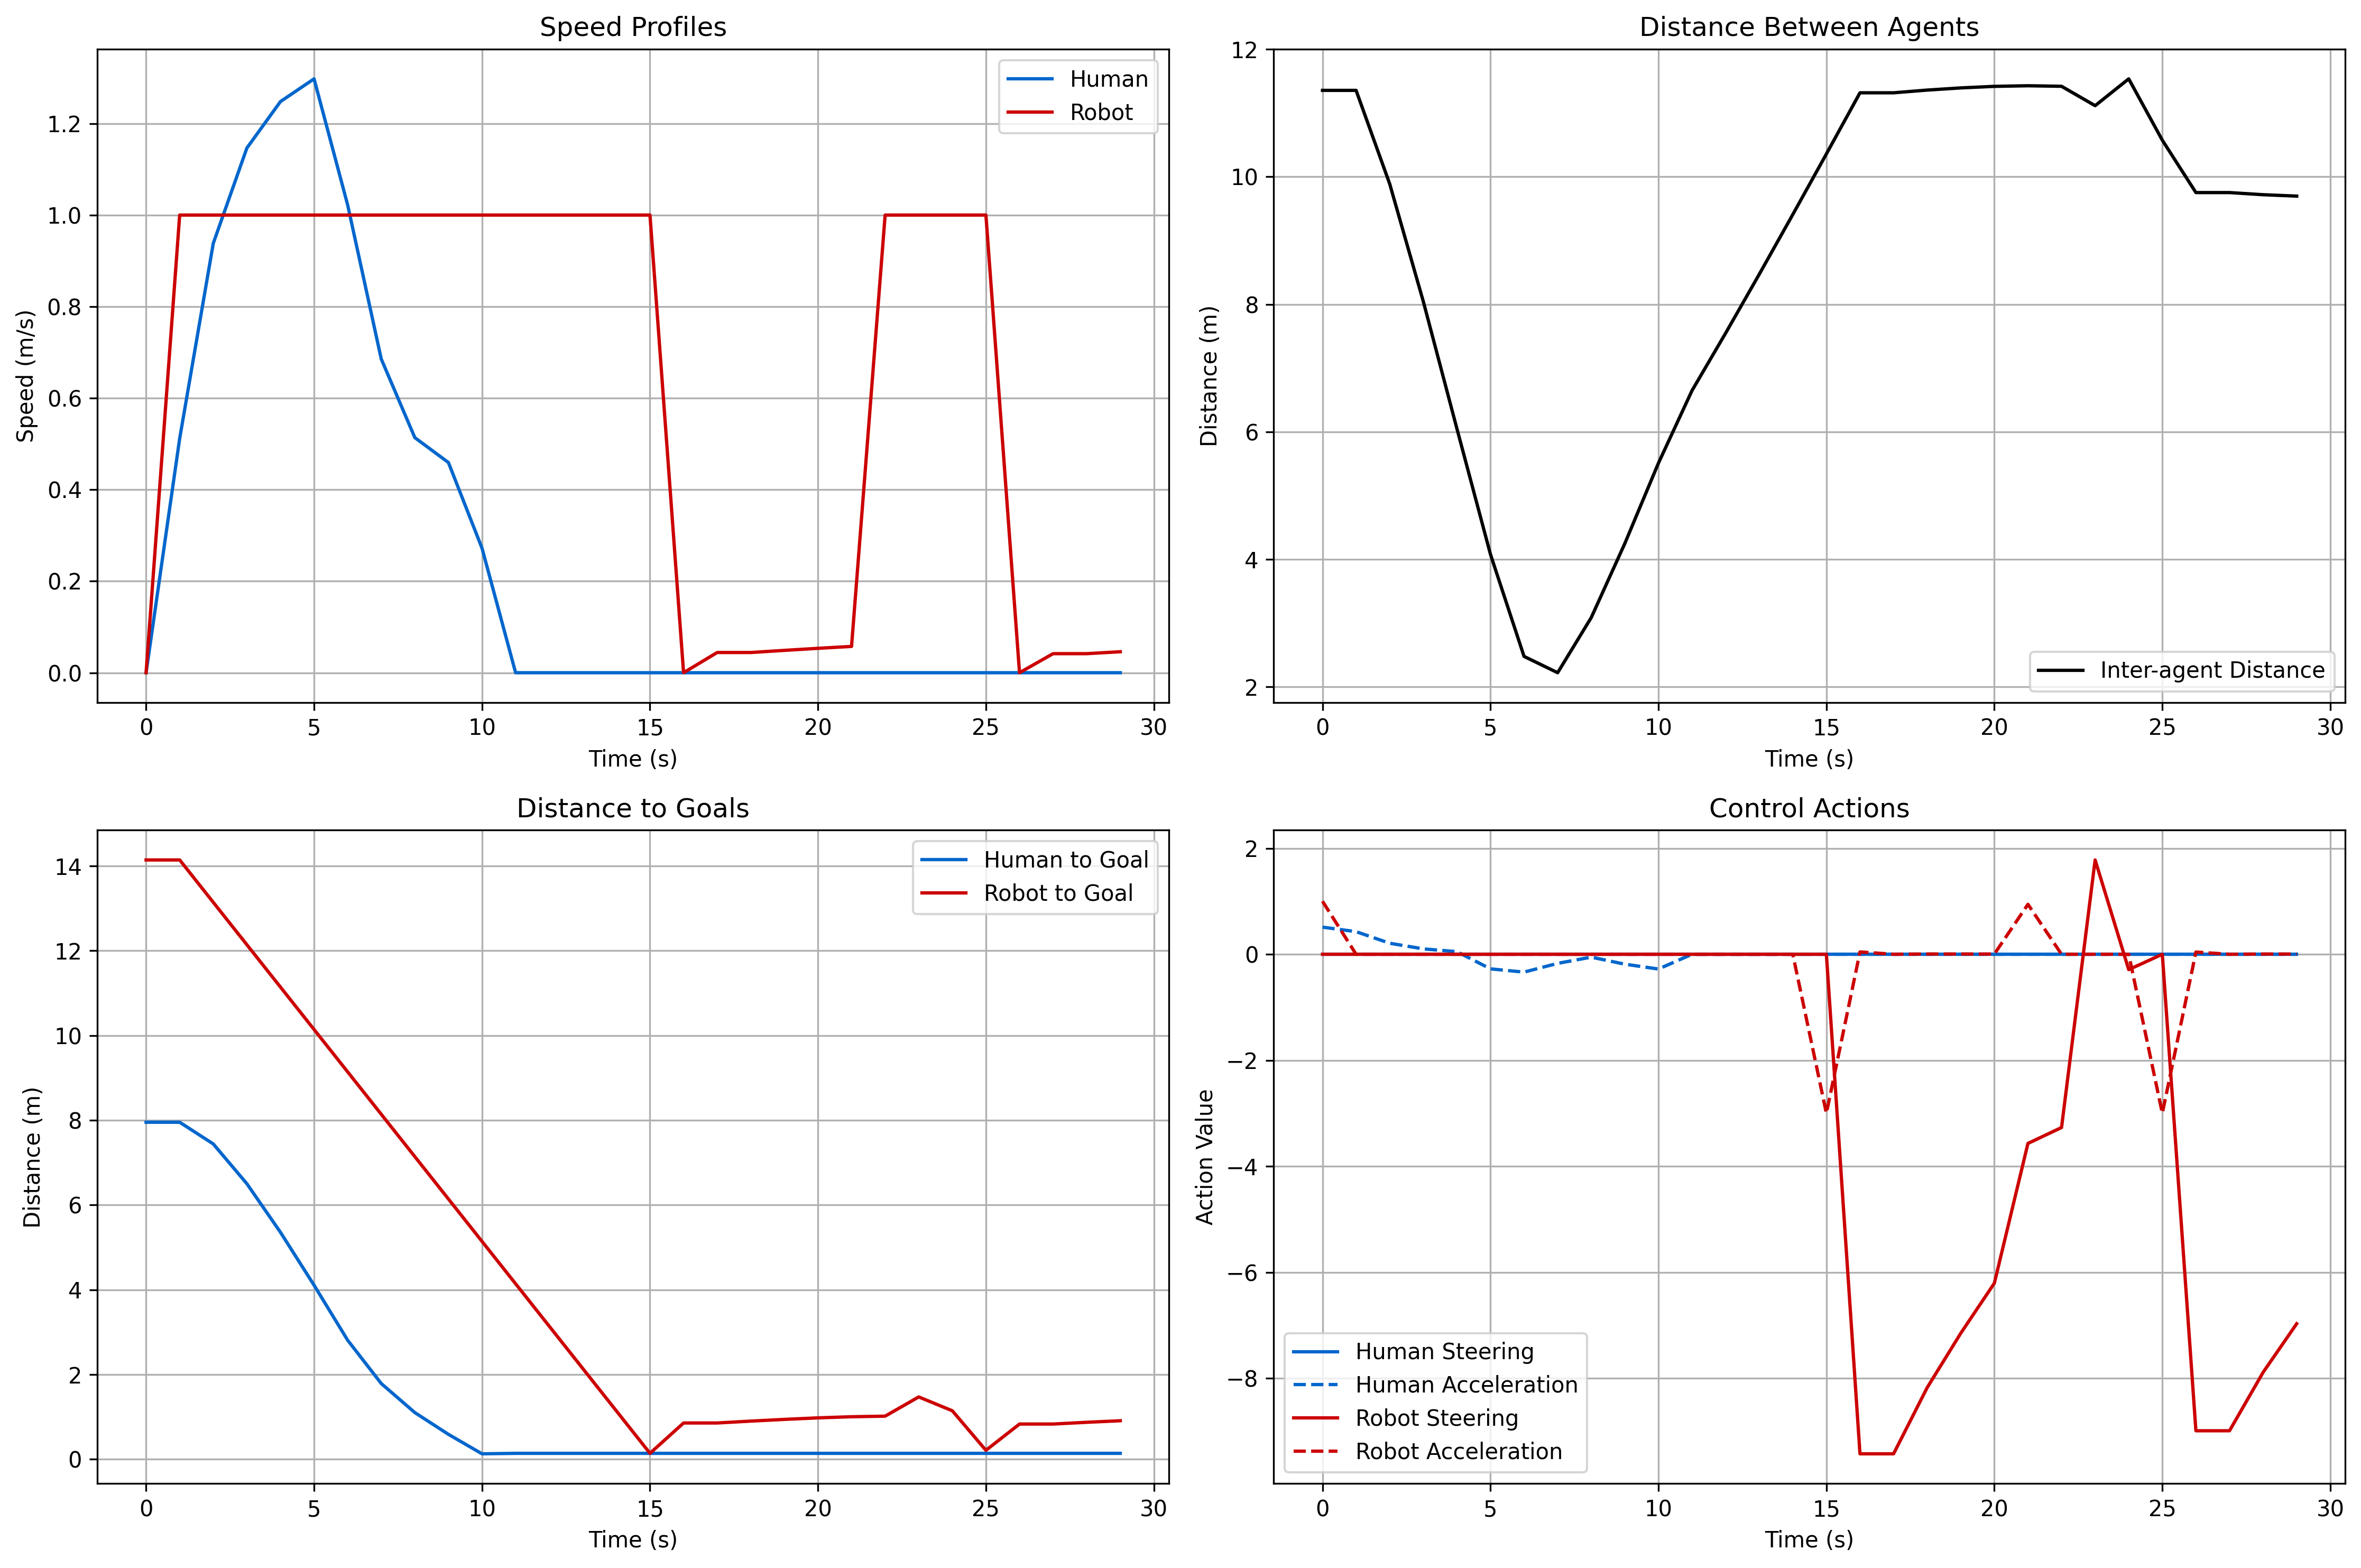 Speed Profiles
Speed (m/s)
1.2
1.0
0.8
0.6
0.4
0.2
0.0
Human
Robot
0 5 10 15 20 25 30
Time (s)
Distance Between Agents
Distance (m)
12
10
8
6
4
2
Inter-agent Distance
0 5 10 15 20 25 30
Time (s)
Distance to Goals
Distance (m)
14
12
10
8
6
4
2
0
Human to Goal
Robot to Goal
0 5 10 15 20 25 30
Time (s)
Control Actions
Action Value
2
0
−2
−4
−6
−8
Human Steering
Human Acceleration
Robot Steering
Robot Acceleration
0 5 10 15 20 25 30
Time (s)